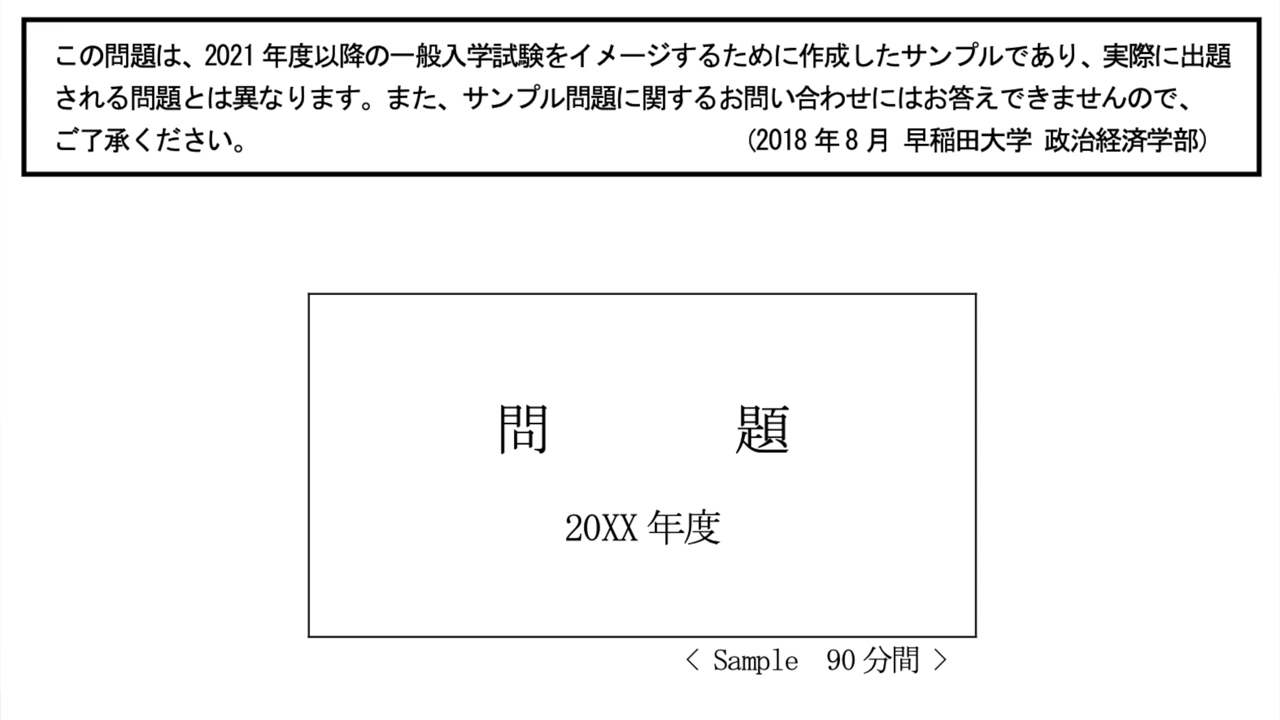 この問題は、2021 年度以降の一般入学試験をイメージするために作成したサンプルであり、実際に出題
される問題とは異なります。また、サンプル問題に関するお問い合わせにはお答えできませんので、
ご了承ください。 (2018 年 8 月 早稲田大学 政治経済学部)
問 題
20XX 年度
< Sample 90 分間 >